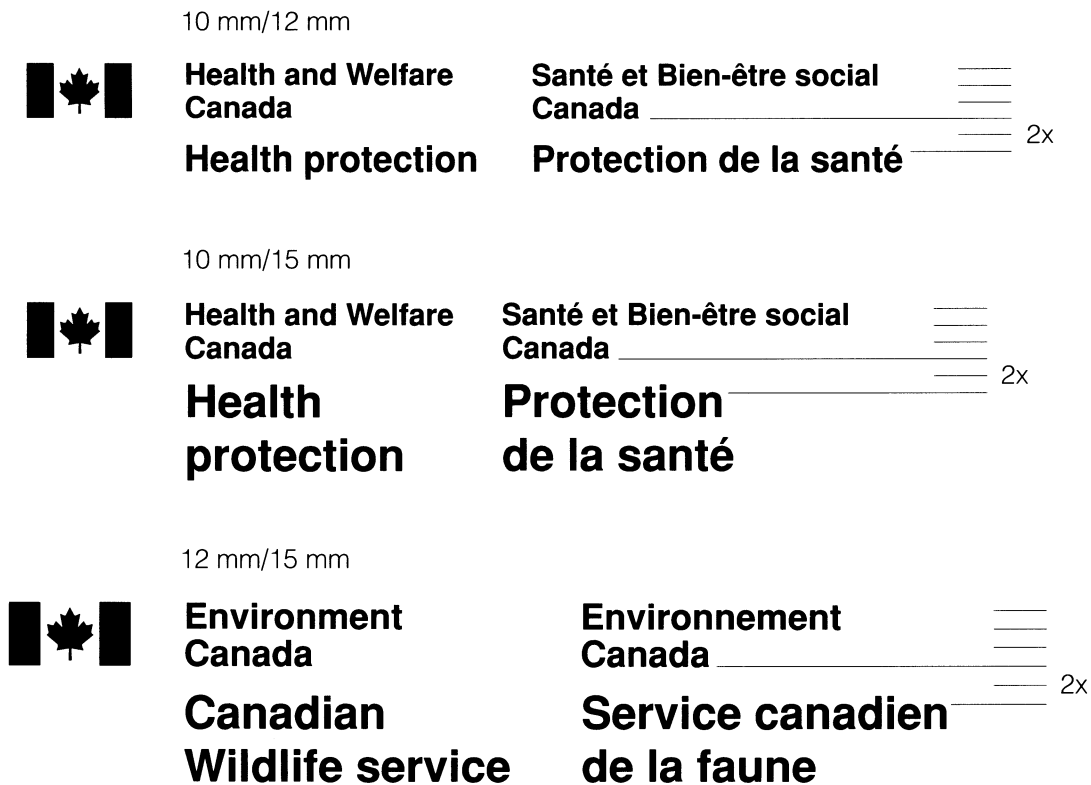 10 mm/12 mm
Health and Welfare
Canada
Health protection
Santé et Bien-être social
Canada
Protection de la santé
2x
10 mm/15 mm
Health and Welfare
Canada
Health
protection
Santé et Bien-être social
Canada
Protection
de la santé
2x
12 mm/15 mm
Environment
Canada
Canadian
Wildlife service
Environnement
Canada
Service canadien
de la faune
2x